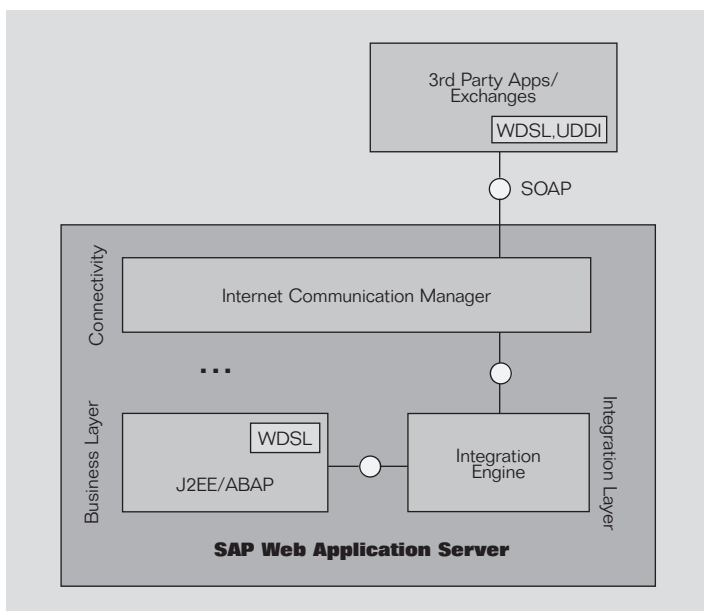 3rd Party Apps/
Exchanges
WDSL,UDDI
SOAP
Connectivity
Internet Communication Manager
...
Business Layer
WDSL
J2EE/ABAP
Integration
Engine
Integration Layer
SAP Web Application Server